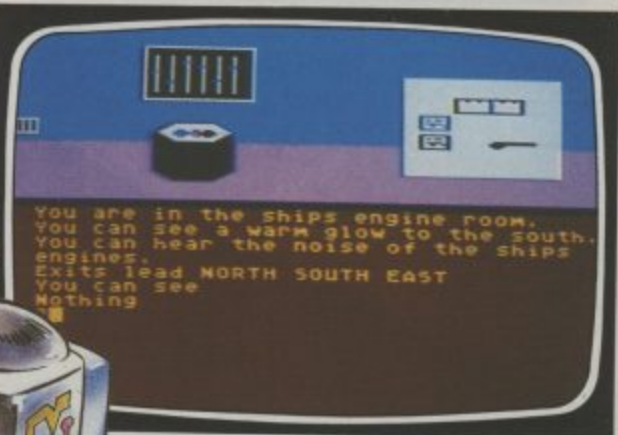 You are in the ships engine room.
You can see a warm glow to the south.
You can hear the noise of the ships
engines.
Exits lead NORTH SOUTH EAST
You can see
Nothing